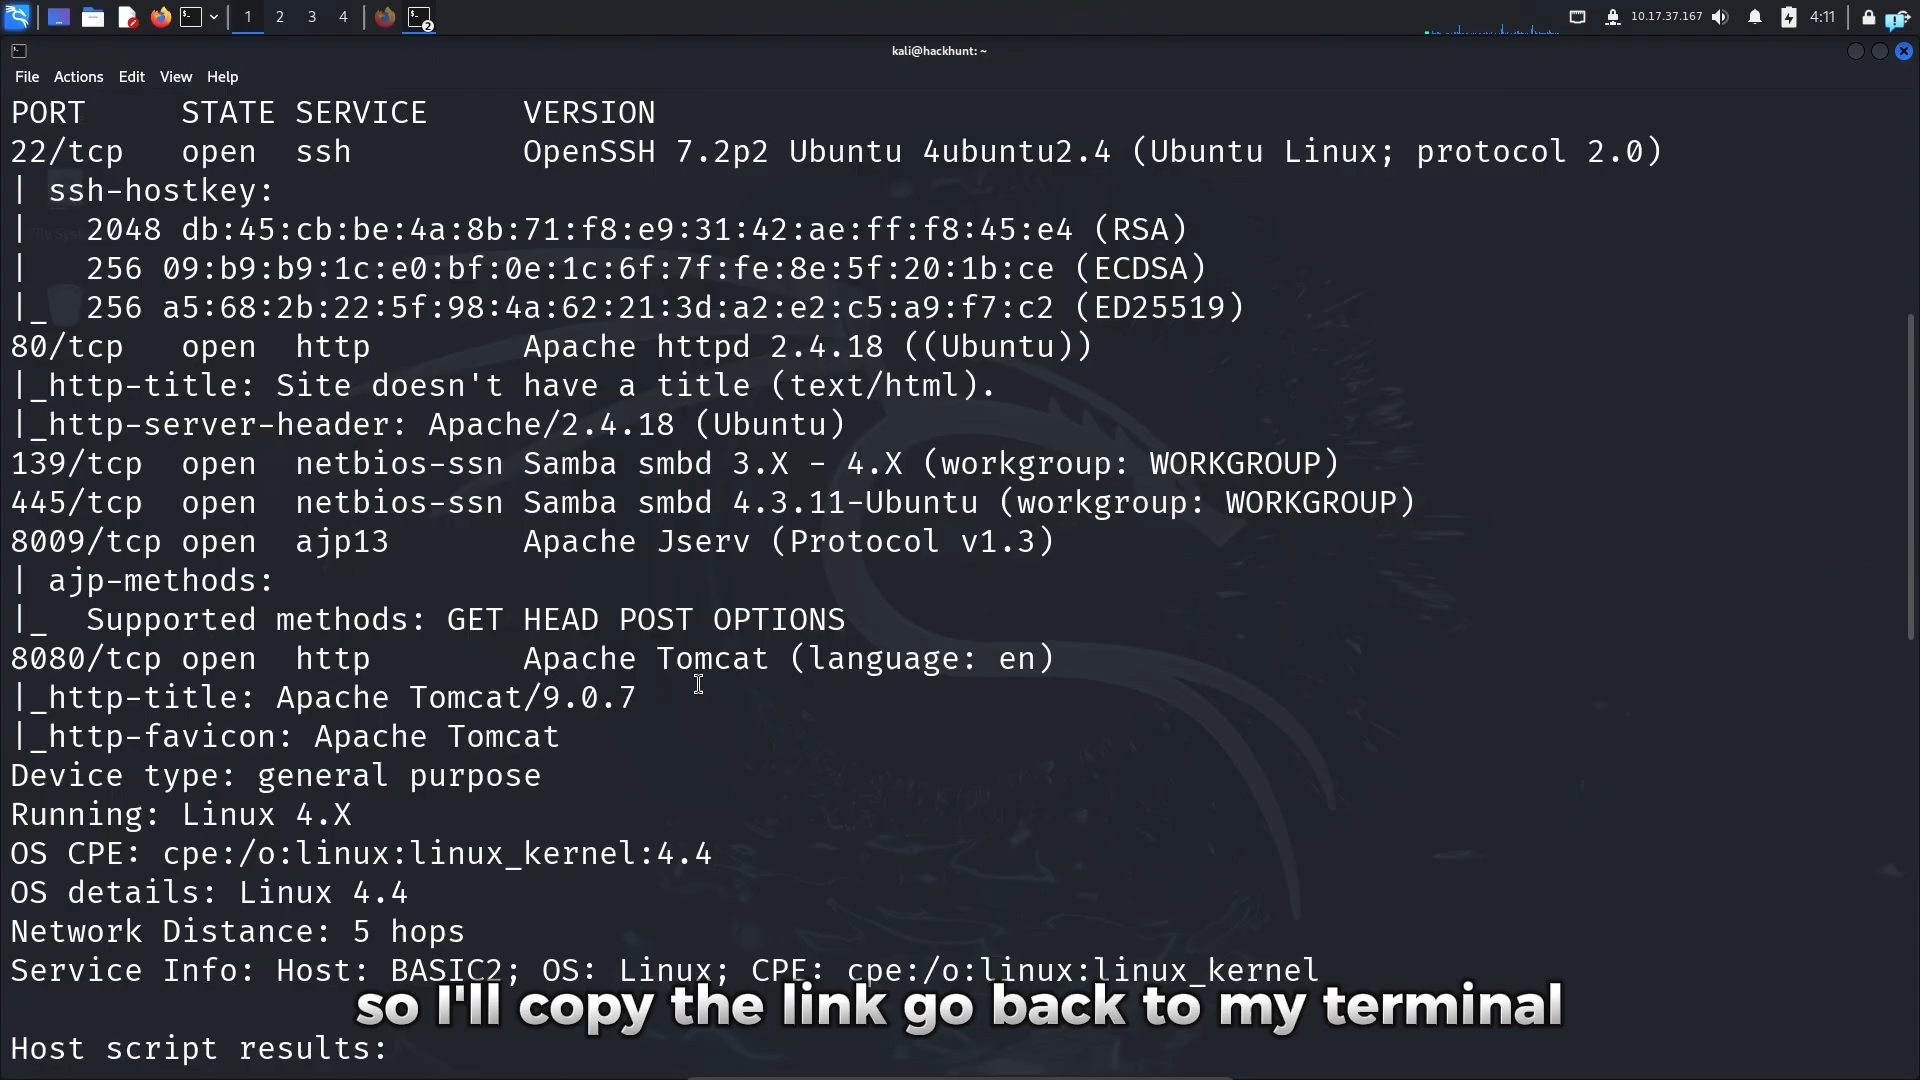 1 2 3 4
2
10.17.37.167
4:11
kali@hackhunt: ~
File Actions Edit View Help
PORT STATE SERVICE VERSION
22/tcp open ssh OpenSSH 7.2p2 Ubuntu 4ubuntu2.4 (Ubuntu Linux; protocol 2.0)
| ssh-hostkey:
| 2048 db:45:cb:be:4a:8b:71:f8:e9:31:42:ae:ff:f8:45:e4 (RSA)
| 256 09:b9:b9:1c:e0:bf:0e:1c:6f:7f:fe:8e:5f:20:1b:ce (ECDSA)
|_ 256 a5:68:2b:22:5f:98:4a:62:21:3d:a2:e2:c5:a9:f7:c2 (ED25519)
80/tcp open http Apache httpd 2.4.18 ((Ubuntu))
|_http-title: Site doesn't have a title (text/html).
|_http-server-header: Apache/2.4.18 (Ubuntu)
139/tcp open netbios-ssn Samba smbd 3.X - 4.X (workgroup: WORKGROUP)
445/tcp open netbios-ssn Samba smbd 4.3.11-Ubuntu (workgroup: WORKGROUP)
8009/tcp open ajp13 Apache Jserv (Protocol v1.3)
| ajp-methods:
|_ Supported methods: GET HEAD POST OPTIONS
8080/tcp open http Apache Tomcat (language: en)
|_http-title: Apache Tomcat/9.0.7
|_http-favicon: Apache Tomcat
Device type: general purpose
Running: Linux 4.X
OS CPE: cpe:/o:linux:linux_kernel:4.4
OS details: Linux 4.4
Network Distance: 5 hops
Service Info: Host: BASIC2; OS: Linux; CPE: cpe:/o:linux:linux_kernel
so I'll copy the link go back to my terminal
Host script results: